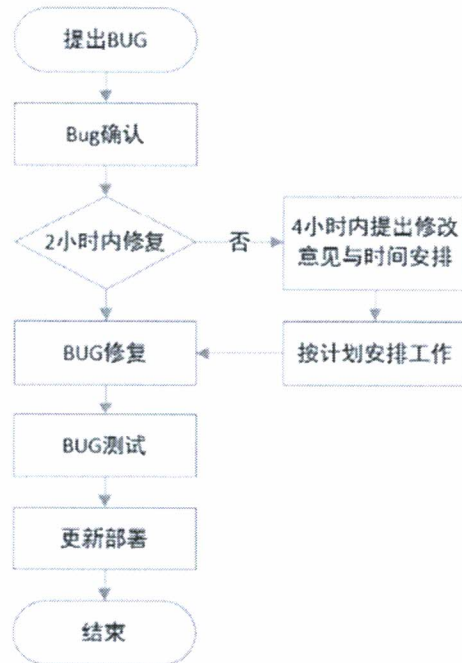 提出BUG
Bug确认
2小时内修复
否
4小时内提出修改
意见与时间安排
BUG修复
按计划安排工作
BUG测试
更新部署
结束